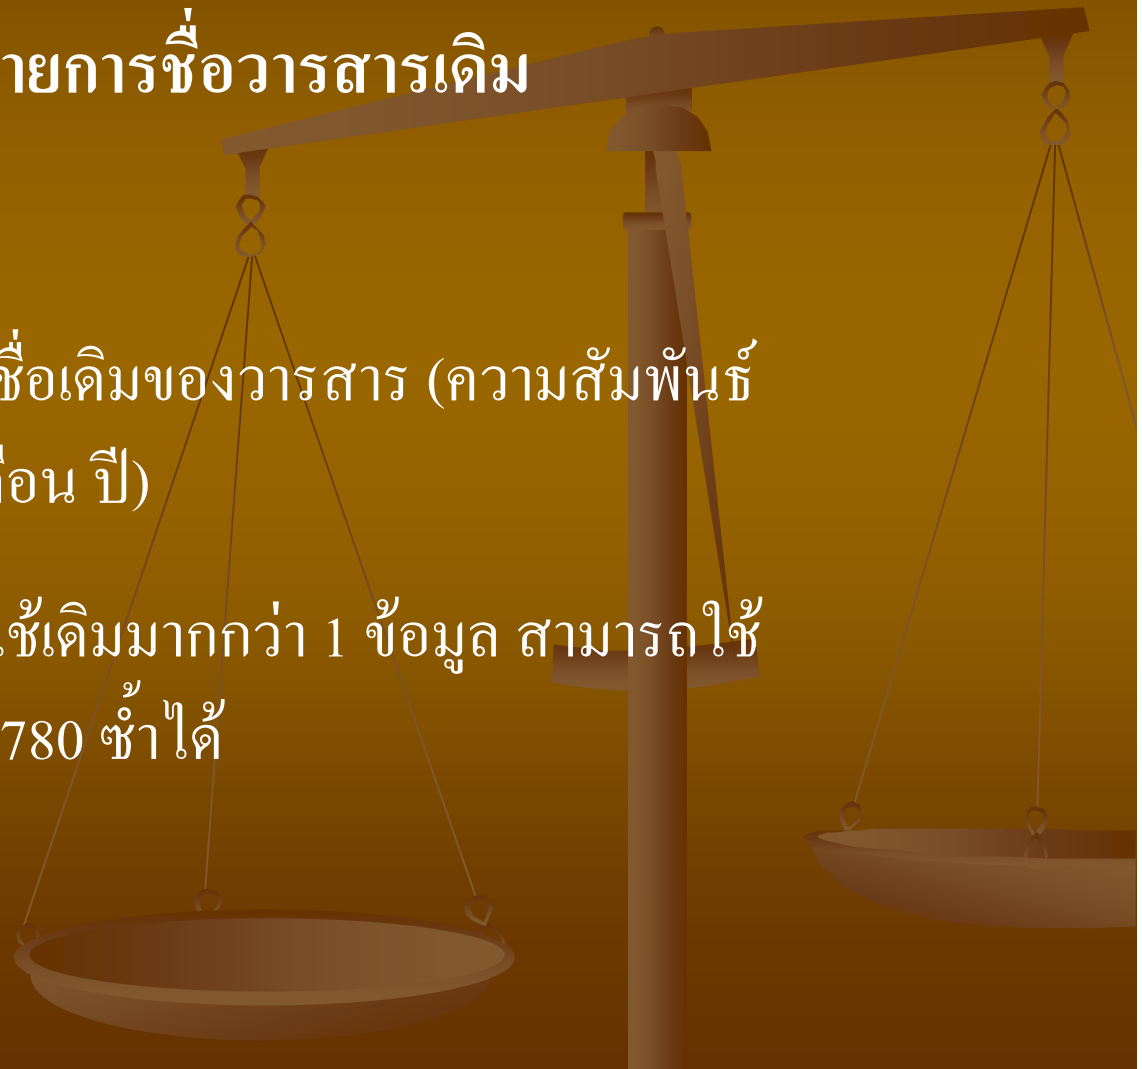 ายการชื่อวารสารเดิม
ชื่อเดิมของวารสาร (ความสัมพันธ์
ือน ปี)
ช้เดิมมากกว่า 1 ข้อมูล สามารถใช้
780 ซ้ำได้